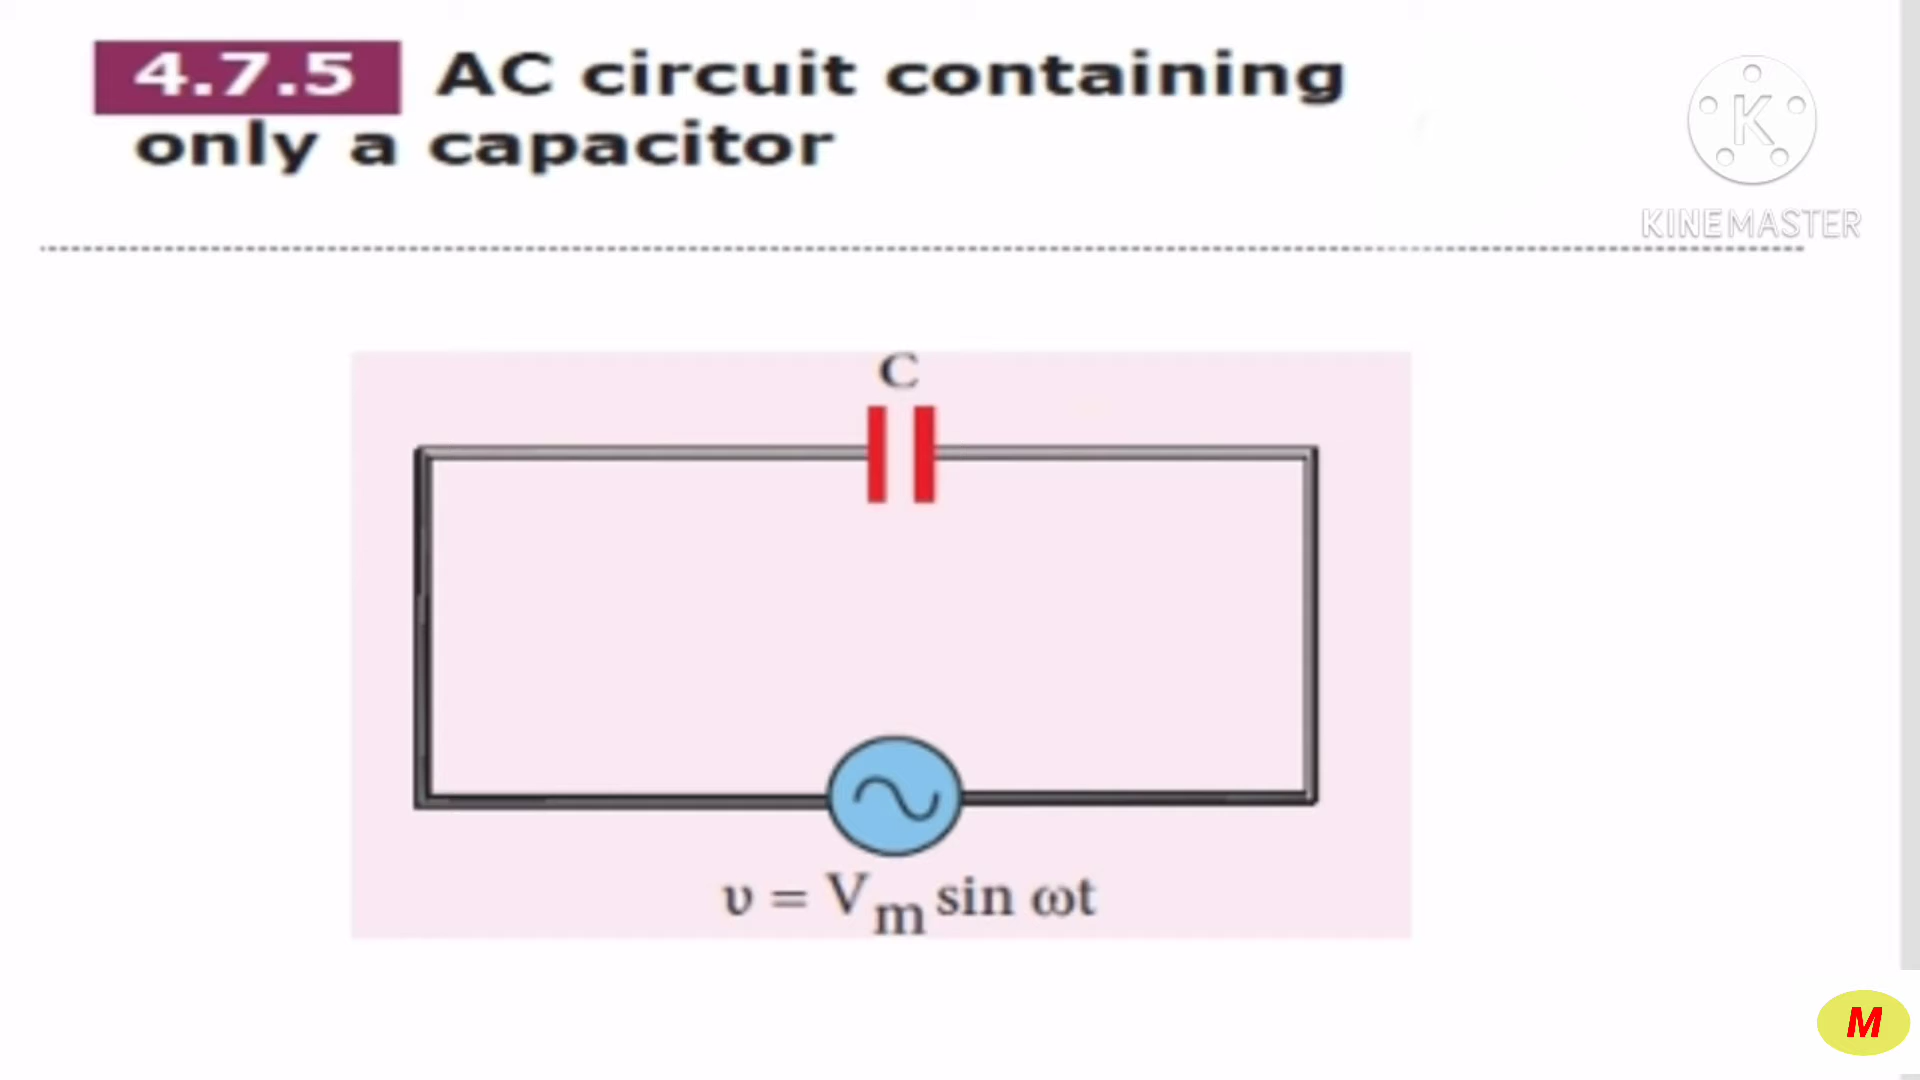 4.7.5 AC circuit containing
only a capacitor
K
KINEMASTER
C
υ = Vm sin ωt
M